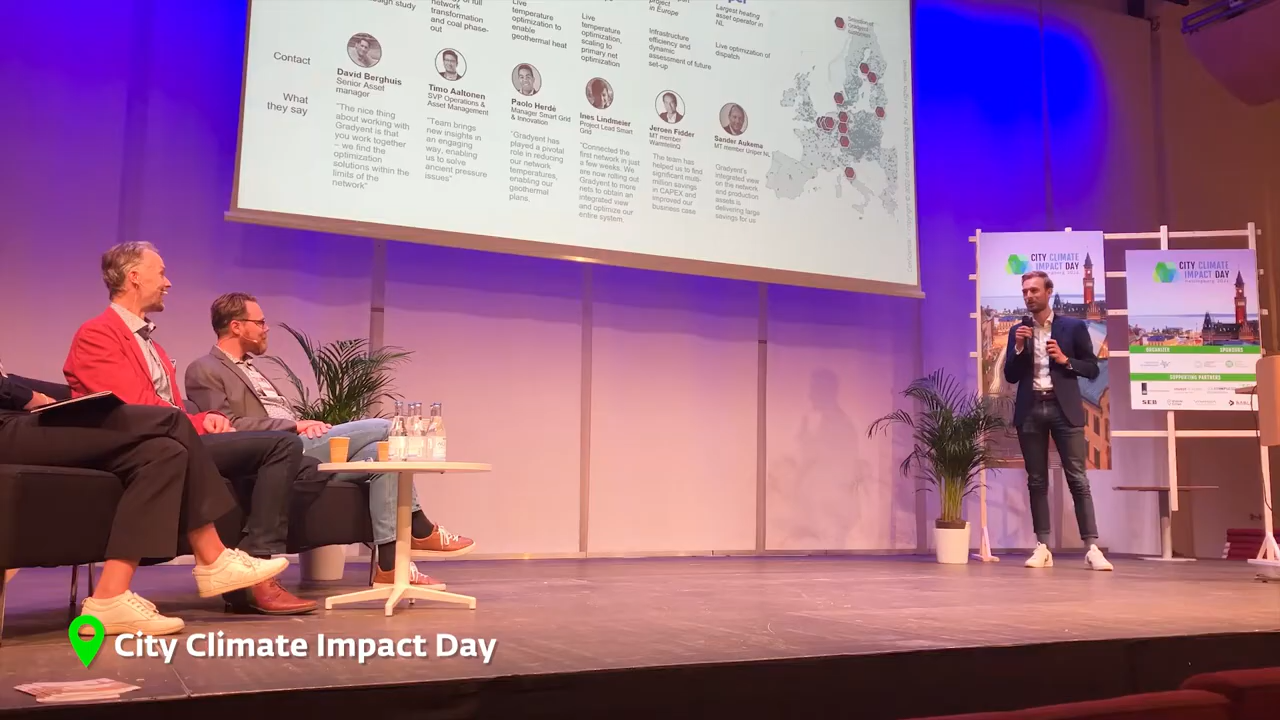 sign study
y of full
network
transformation
and coal phase-
out
Live
temperature
optimization to
enable
geothermal heat
Live
temperature
optimization,
scaling to
primary net
optimization
project
in Europe
Infrastructure
efficiency and
dynamic
assessment of future
set-up
per
Largest heating
asset operator in
NL
Live optimization of
dispatch
Contact
David Berghuis
Senior Asset
manager
Timo Aaltonen
SVP Operations &
Asset Management
Paolo Herdè
Manager Smart Grid
& Innovation
Ines Lindmeier
Project Lead Smart
Grid
Jeroen Fidder
MT member
WarmtelinQ
Sander Aukema
MT member Uniper NL
What
they say
"The nice thing
about working with
Gradyent is that
you work together
– we find the
optimization
solutions within the
limits of the
network"
"Team brings
new insights in
an engaging
way, enabling
us to solve
ancient pressure
issues"
"Gradyent has
played a pivotal
role in reducing
our network
temperatures,
enabling our
geothermal
plans.
"Connected the
first network in just
a few weeks. We
are now rolling out
Gradyent to more
nets to obtain an
integrated view
and optimize our
entire system.
The team has
helped us to find
significant multi-
million savings
in CAPEX and
improved our
business case
Gradyent's
integrated view
on the network
and production
assets is
delivering large
savings for us
CITY CLIMATE
IMPACT DAY
CITY CLIMATE
IMPACT DAY
ORGANIZER
SPONSORS
SUPPORTING PARTNERS
SEB
City Climate Impact Day